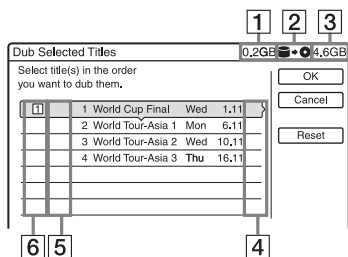 1 2 3
Dub Selected Titles 0.2GB 4.6GB
Select title(s) in the order
you want to dub them.
OK
Cancel
Reset
1 1 World Cup Final Wed 1.11
2 World Tour-Asia 1 Mon 6.11
3 World Tour-Asia 2 Wed 10.11
4 World Tour-Asia 3 Thu 16.11
6 5 4